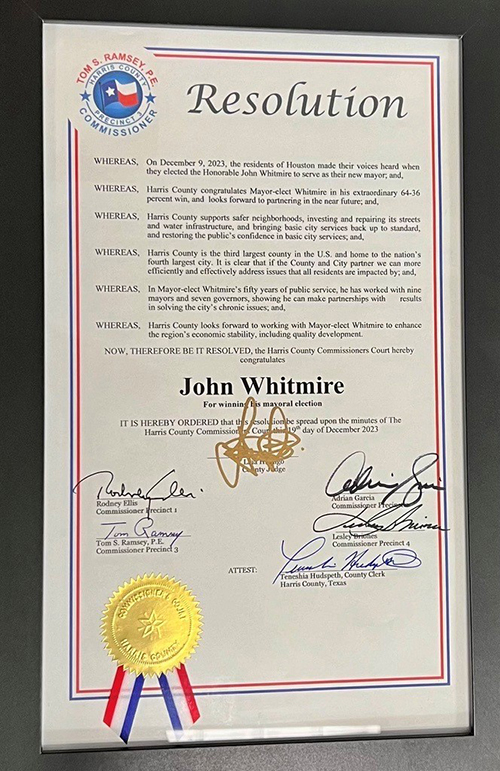 TOM S. RAMSEY, P.E.
HARRIS COUNTY
PRECINCT 3
COMMISSIONER
Resolution
WHEREAS, On December 9, 2023, the residents of Houston made their voices heard when
they elected the Honorable John Whitmire to serve as their new mayor; and,
WHEREAS, Harris County congratulates Mayor-elect Whitmire in his extraordinary 64-36
percent win, and looks forward to partnering in the near future; and,
WHEREAS, Harris County supports safer neighborhoods, investing and repairing its streets
and water infrastructure, and bringing basic city services back up to standard,
and restoring the public's confidence in basic city services; and,
WHEREAS, Harris County is the third largest county in the U.S. and home to the nation's
fourth largest city. It is clear that if the County and City partner we can more
efficiently and effectively address issues that all residents are impacted by; and,
WHEREAS, In Mayor-elect Whitmire's fifty years of public service, he has worked with nine
mayors and seven governors, showing he can make partnerships with results
in solving the city's chronic issues; and,
WHEREAS, Harris County looks forward to working with Mayor-elect Whitmire to enhance
the region's economic stability, including quality development.
NOW, THEREFORE BE IT RESOLVED, the Harris County Commissioners Court hereby
congratulates
John Whitmire
For winning his mayoral election
IT IS HEREBY ORDERED that this resolution be spread upon the minutes of The
Harris County Commissioners Court this 19th day of December 2023
County Judge
Rodney Ellis
Rodney Ellis
Commissioner Precinct 1
Adrian Garcia
Adrian Garcia
Commissioner Precinct
Tom Ramsey
Tom S. Ramsey, P.E.
Commissioner Precinct 3
Lesley Briones
Lesley Briones
Commissioner Precinct 4
ATTEST:
Teneshia Hudspeth
Teneshia Hudspeth, County Clerk
Harris County, Texas